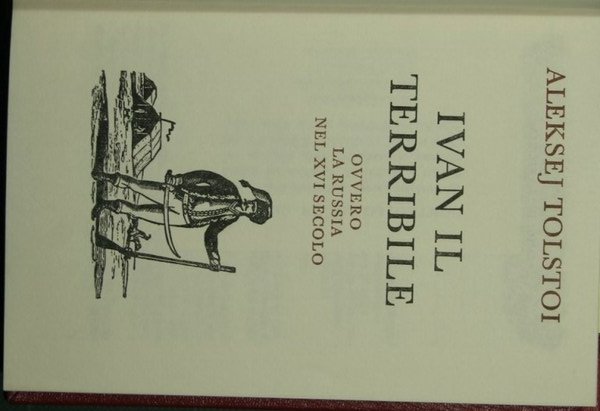 ALEKSEJ TOLSTOI
IVAN IL
TERRIBILE
OVVERO
LA RUSSIA
NEL XVI SECOLO